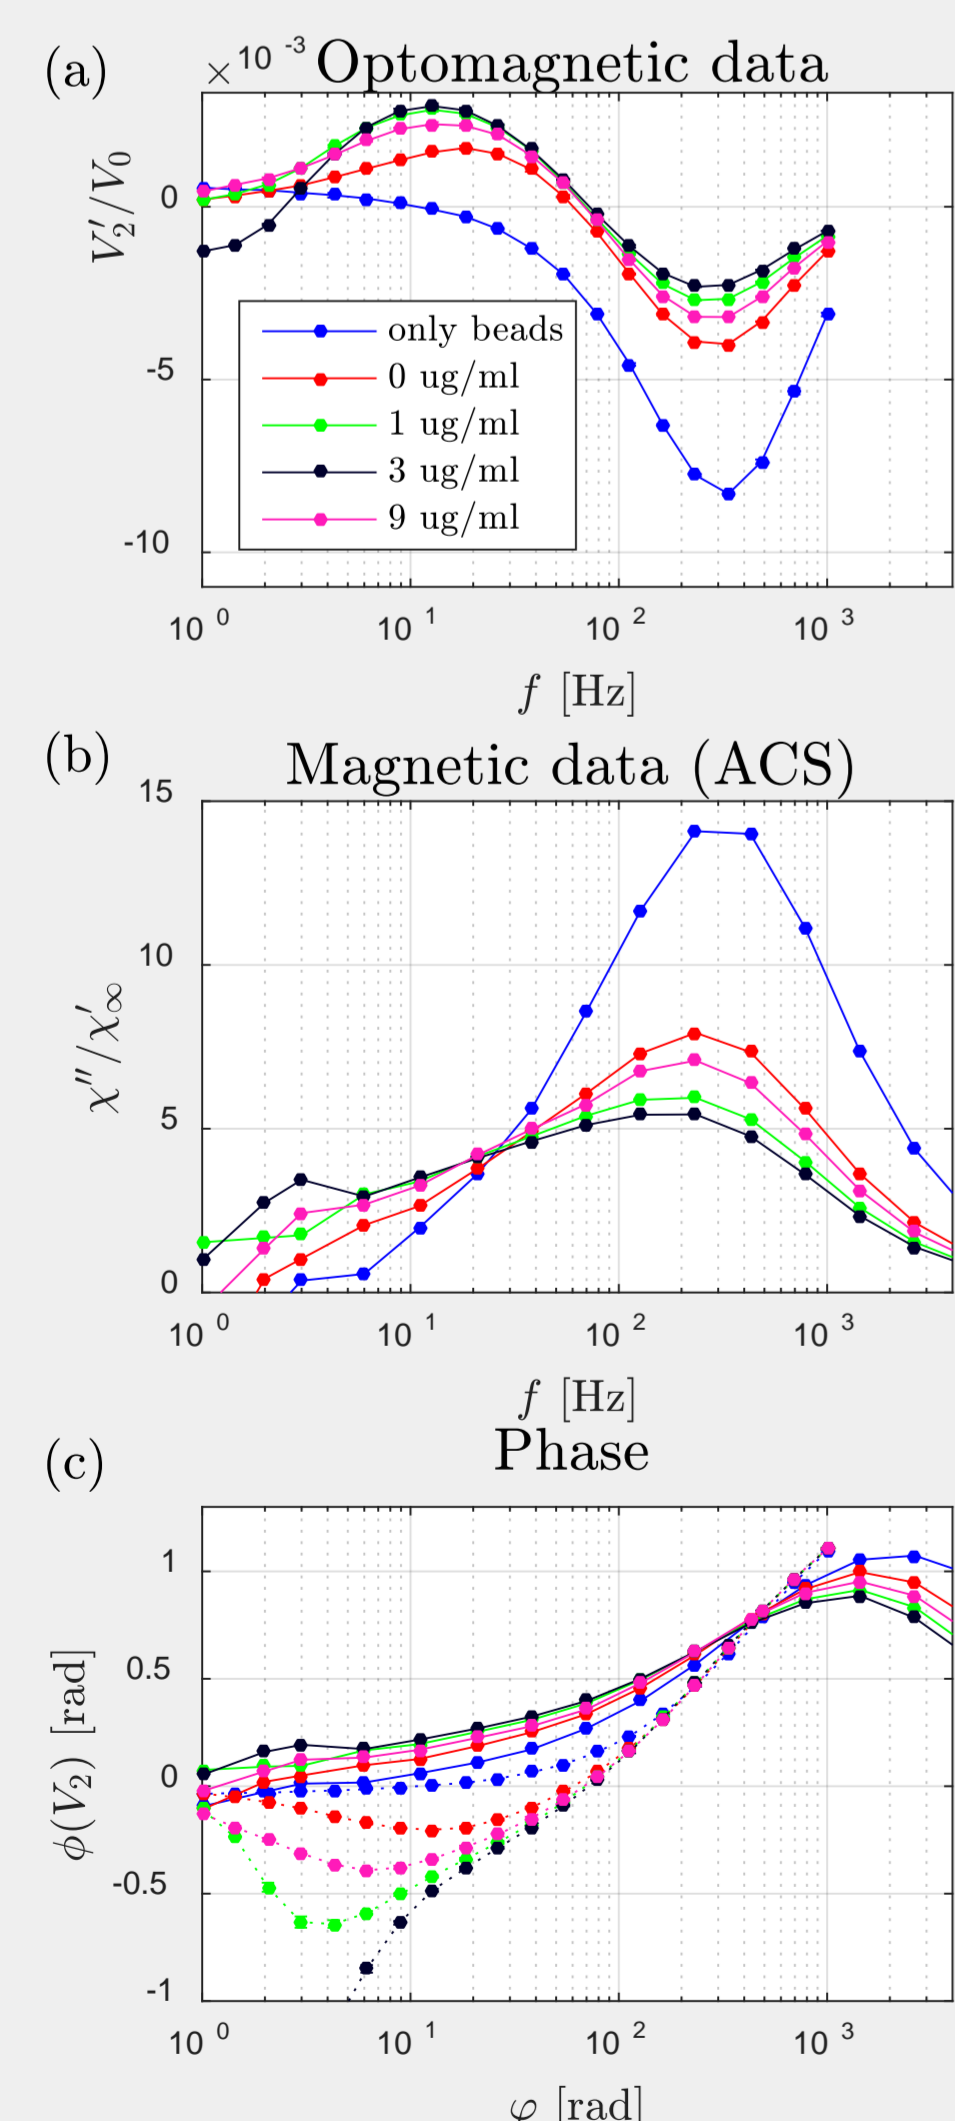 (a) ×10 -3 Optomagnetic data
V2′/V0
0
-5
-10
only beads
0 ug/ml
1 ug/ml
3 ug/ml
9 ug/ml
10 0 10 1 10 2 10 3
f [Hz]
(b) Magnetic data (ACS)
χ″/χ′∞
15
10
5
0
10 0 10 1 10 2 10 3
f [Hz]
(c) Phase
ϕ(V2) [rad]
1
0.5
0
-0.5
-1
10 0 10 1 10 2 10 3
φ [rad]